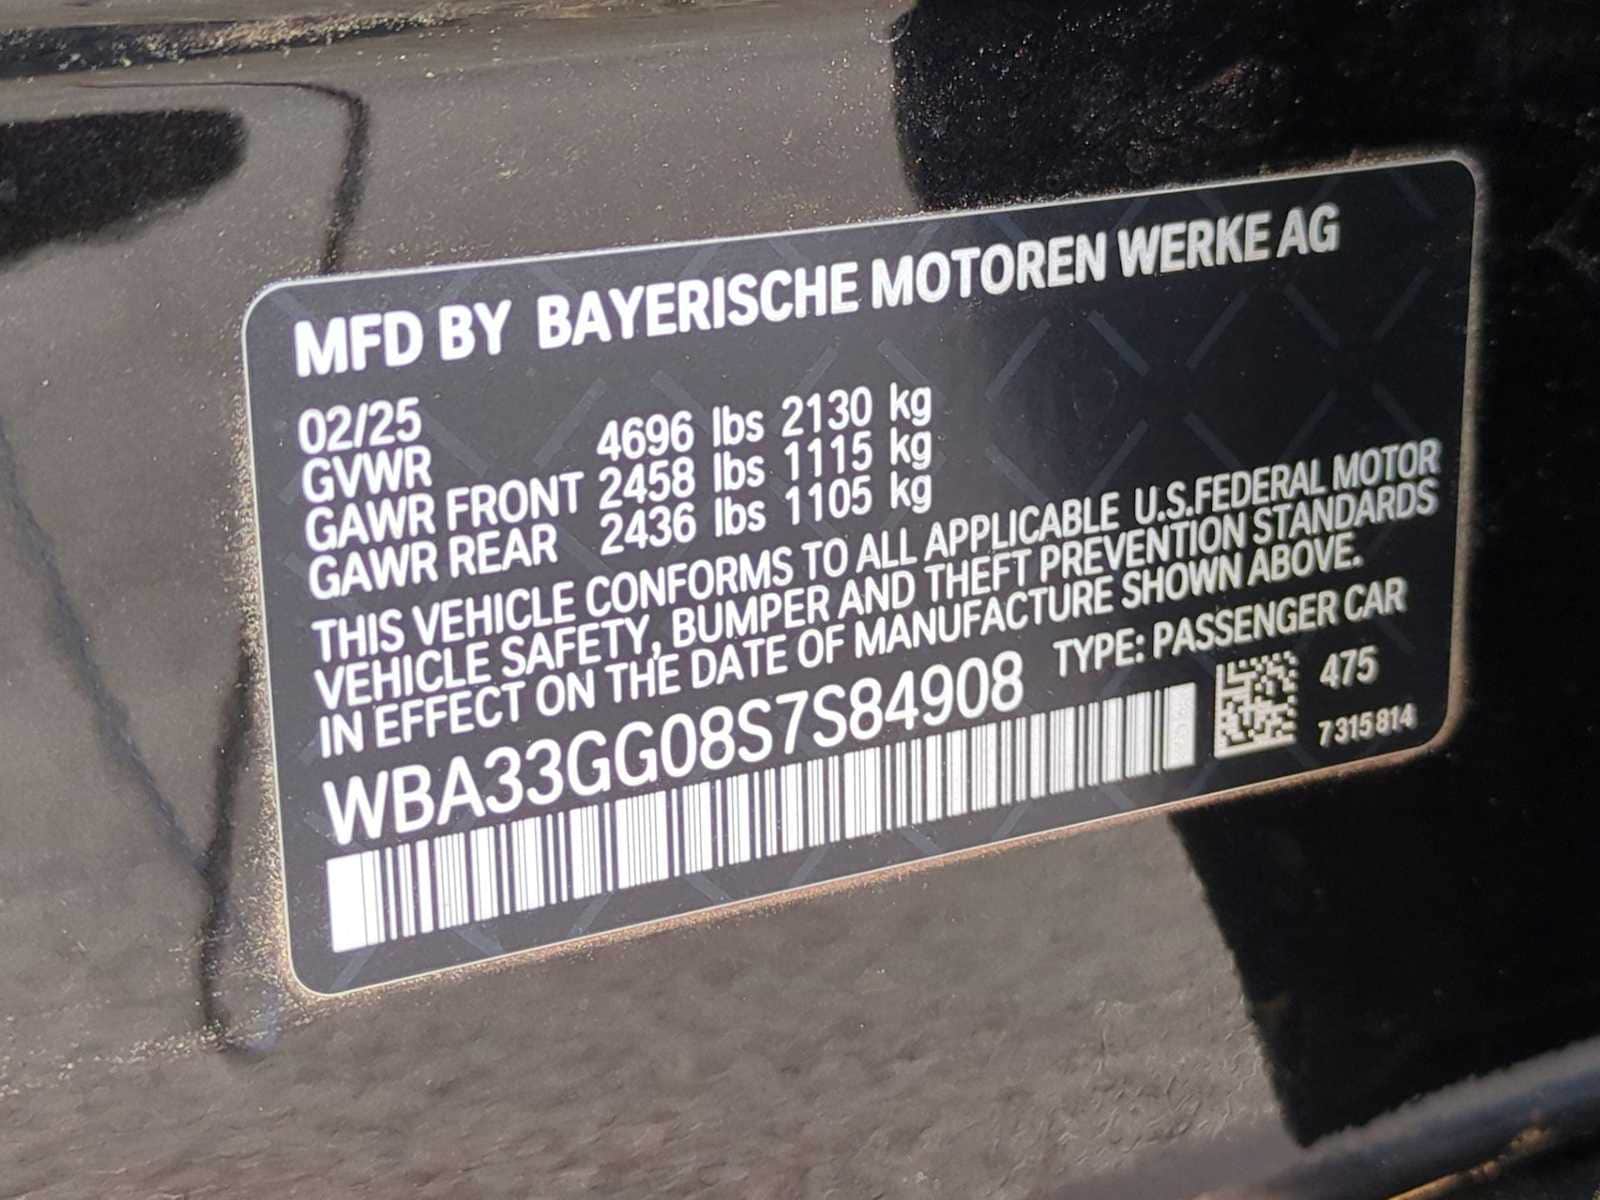 MFD BY BAYERISCHE MOTOREN WERKE AG
02/25
GVWR 4696 lbs 2130 kg
GAWR FRONT 2458 lbs 1115 kg
GAWR REAR 2436 lbs 1105 kg
THIS VEHICLE CONFORMS TO ALL APPLICABLE U.S.FEDERAL MOTOR
VEHICLE SAFETY, BUMPER AND THEFT PREVENTION STANDARDS
IN EFFECT ON THE DATE OF MANUFACTURE SHOWN ABOVE.
WBA33GG08S7S84908 TYPE: PASSENGER CAR
475
7 315 814